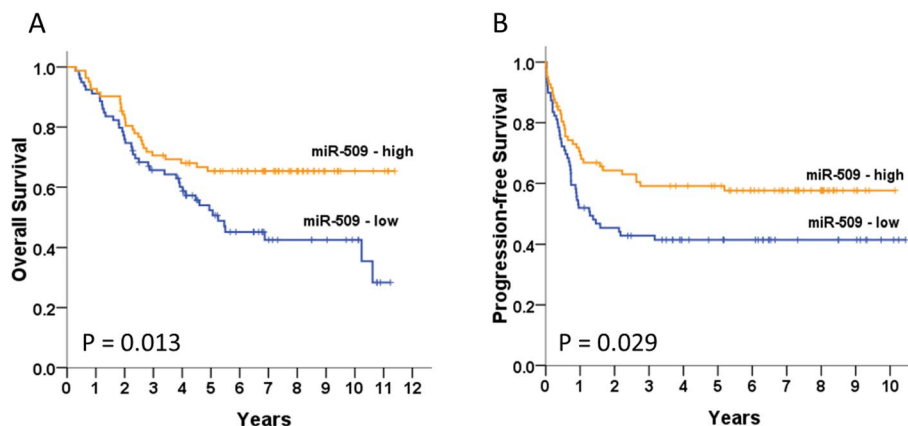 A
Overall Survival
1.0
0.8
0.6
0.4
0.2
0.0
miR-509 - high
miR-509 - low
P = 0.013
0 1 2 3 4 5 6 7 8 9 10 11 12
Years
B
Progression-free Survival
1.0
0.8
0.6
0.4
0.2
0.0
miR-509 - high
miR-509 - low
P = 0.029
0 1 2 3 4 5 6 7 8 9 10
Years